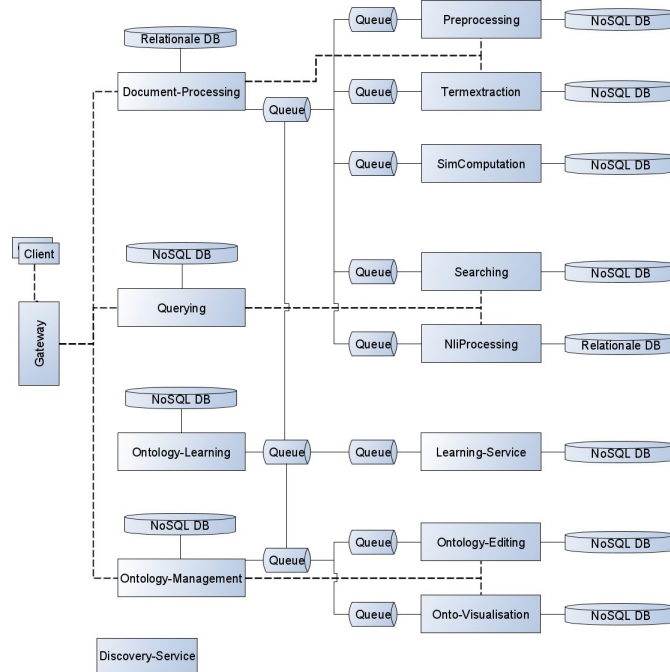 Queue
Preprocessing
NoSQL DB
Relationale DB
Document-Processing
Queue
Queue
Termextraction
NoSQL DB
Queue
SimComputation
NoSQL DB
Client
NoSQL DB
Querying
Queue
Searching
NoSQL DB
Gateway
Queue
NliProcessing
Relationale DB
NoSQL DB
Ontology-Learning
Queue
Queue
Learning-Service
NoSQL DB
NoSQL DB
Ontology-Management
Queue
Queue
Ontology-Editing
NoSQL DB
Queue
Onto-Visualisation
NoSQL DB
Discovery-Service